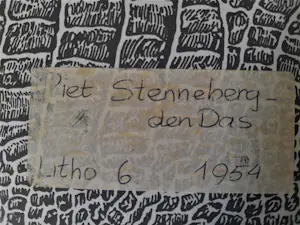 Piet Stenneberg-
den Das
Litho 6 1954